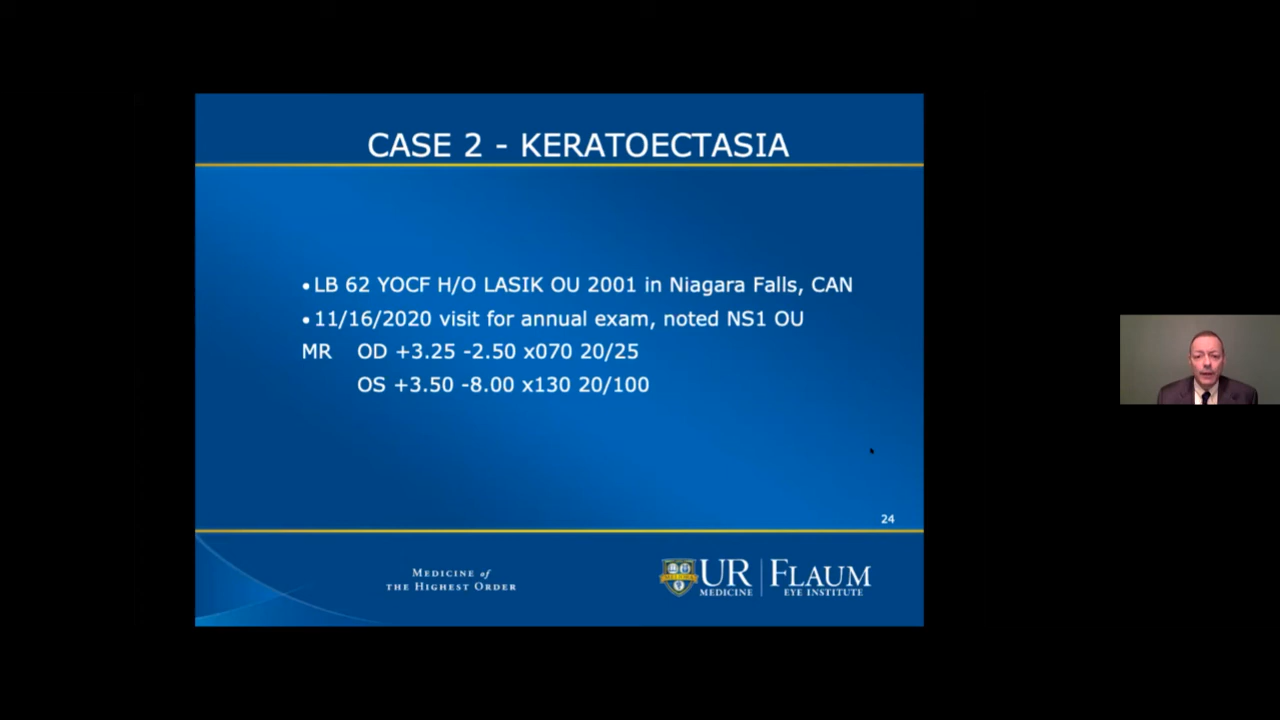 CASE 2 - KERATOECTASIA
•LB 62 YOCF H/O LASIK OU 2001 in Niagara Falls, CAN
•11/16/2020 visit for annual exam, noted NS1 OU
MR OD +3.25 -2.50 x070 20/25
OS +3.50 -8.00 x130 20/100
24
MEDICINE of
THE HIGHEST ORDER
UR
MEDICINE
FLAUM
EYE INSTITUTE